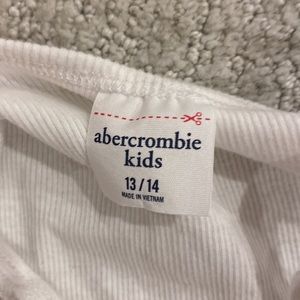 abercrombie
kids
13 / 14
MADE IN VIETNAM